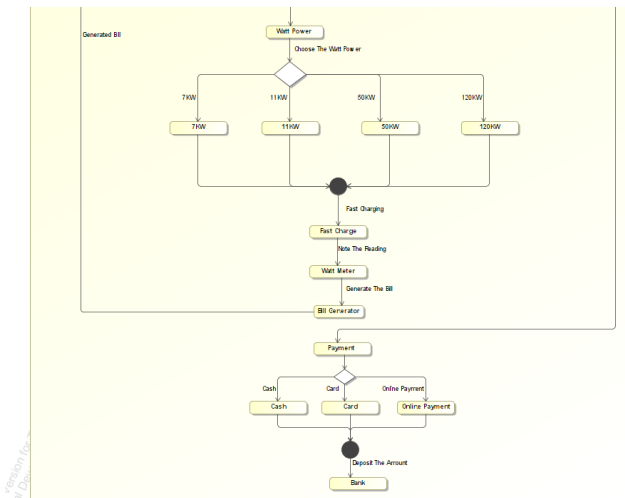 Generated Bill
Watt Power
Choose The Watt Power
7KW
11KW
50KW
120KW
7KW
11KW
50KW
120KW
Fast Charging
Fast Charge
Note The Reading
Watt Meter
Generate The Bill
Bill Generator
Payment
Cash
Card
Online Payment
Cash
Card
Online Payment
Deposit The Amount
Bank
version for